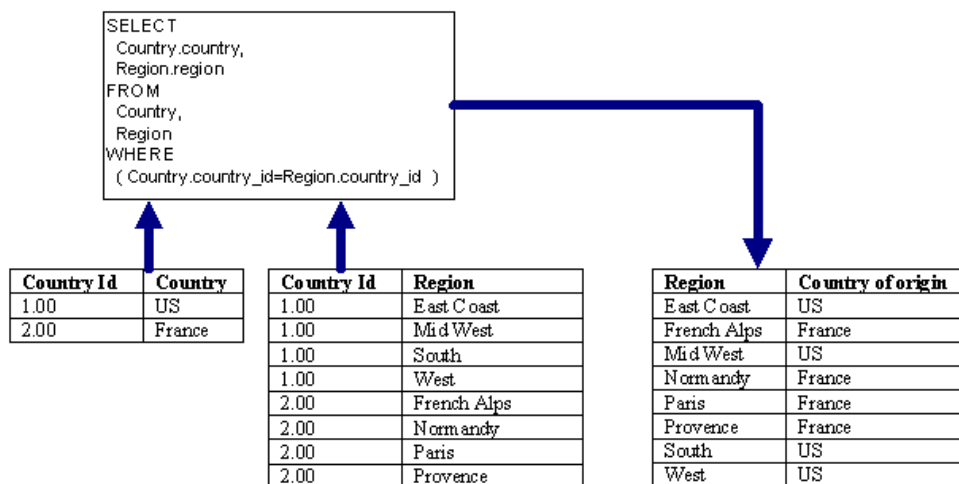 SELECT
Country.country,
Region.region
FROM
Country,
Region
WHERE
( Country.country_id=Region.country_id )
Country Id Country
1.00 US
2.00 France
Country Id Region
1.00 East Coast
1.00 Mid West
1.00 South
1.00 West
2.00 French Alps
2.00 Normandy
2.00 Paris
2.00 Provence
Region Country of origin
East Coast US
French Alps France
Mid West US
Normandy France
Paris France
Provence France
South US
West US